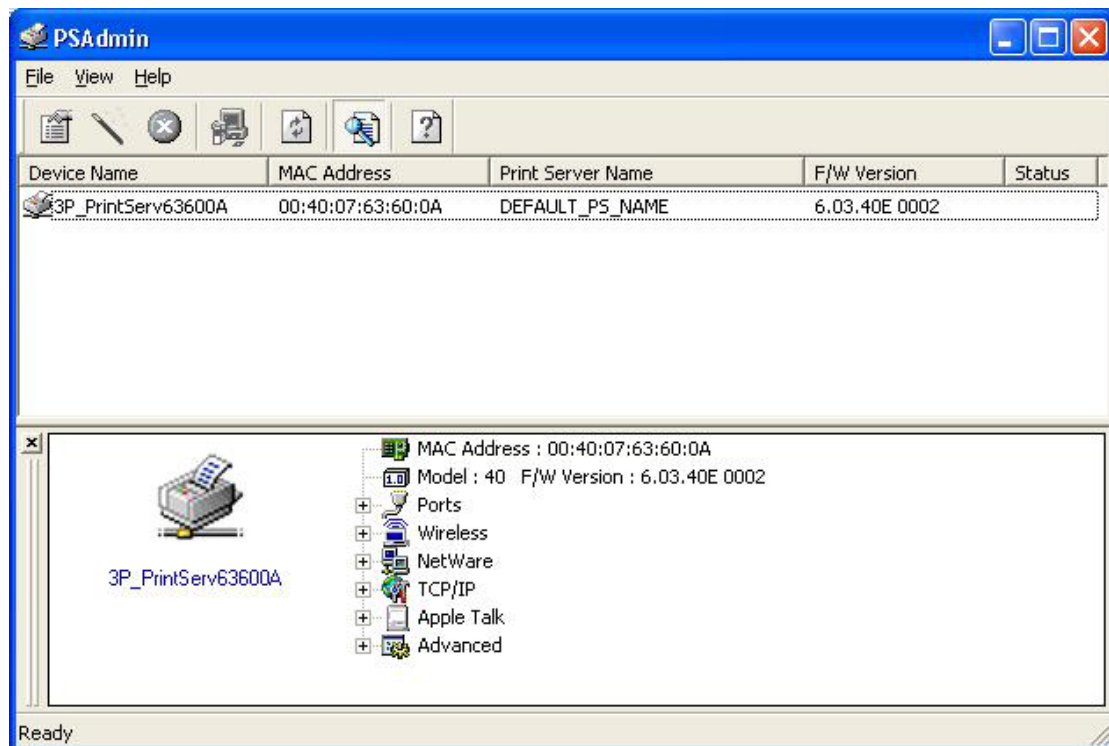 PSAdmin
File View Help
Device Name MAC Address Print Server Name F/W Version Status
3P_PrintServ63600A 00:40:07:63:60:0A DEFAULT_PS_NAME 6.03.40E 0002
MAC Address : 00:40:07:63:60:0A
Model : 40 F/W Version : 6.03.40E 0002
Ports
Wireless
NetWare
3P_PrintServ63600A
TCP/IP
Apple Talk
Advanced
Ready